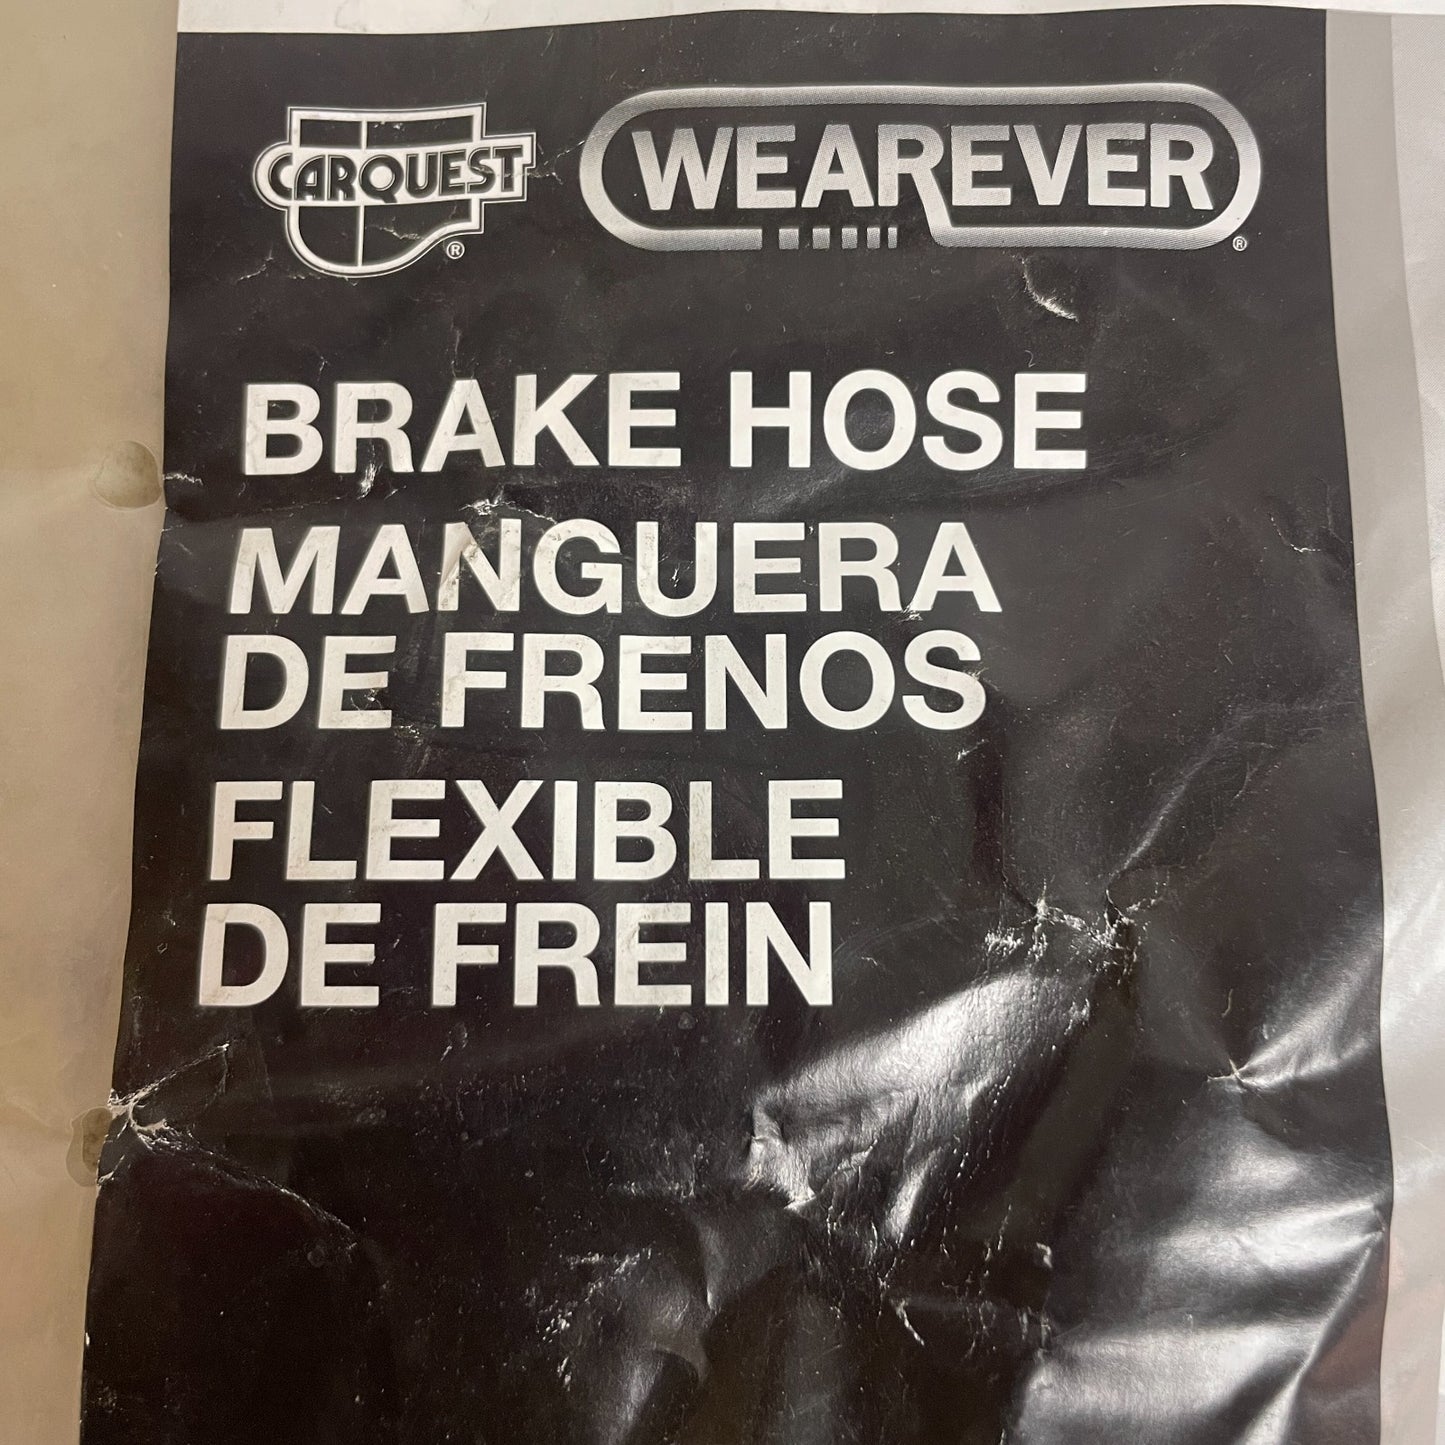 CARQUEST® WEAREVER®
BRAKE HOSE
MANGUERA
DE FRENOS
FLEXIBLE
DE FREIN